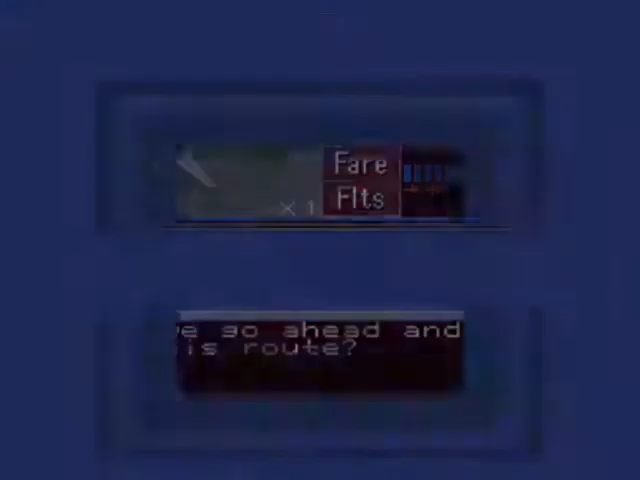 Fare
× 1 Flts
e go ahead and
is route?